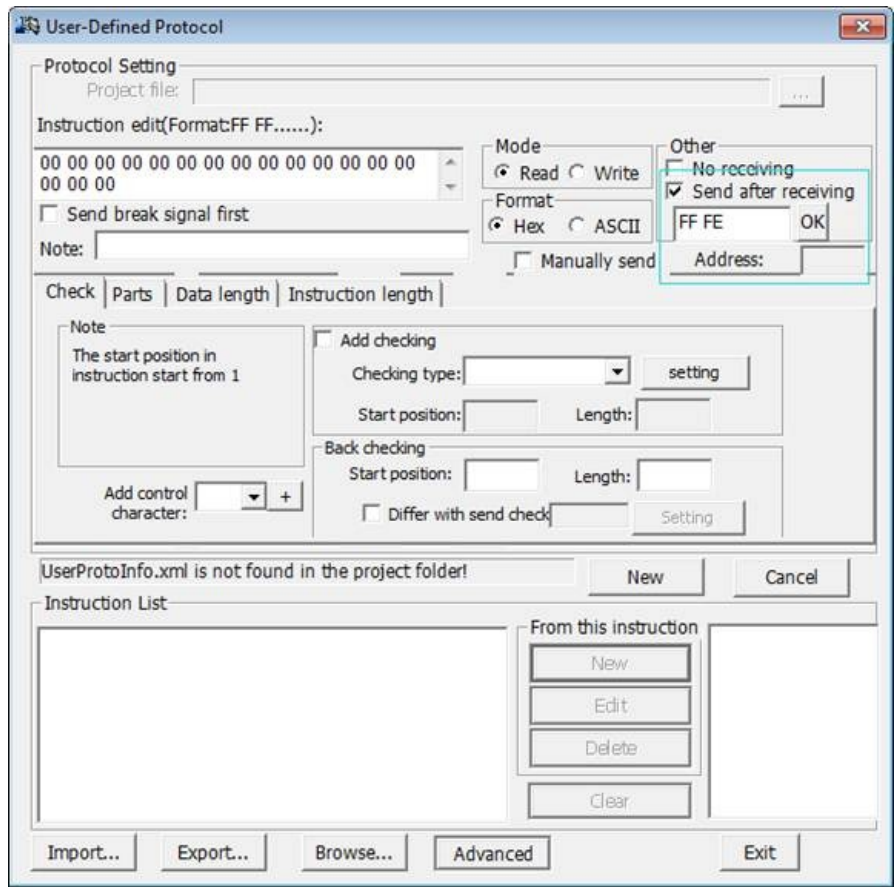 User-Defined Protocol
Protocol Setting
Project file:
...
Instruction edit(Format:FF FF......):
00 00 00 00 00 00 00 00 00 00 00 00 00 00
00 00 00
Mode
Read
Write
Other
No receiving
Send after receiving
Send break signal first
Format
Hex
ASCII
FF FE
OK
Note:
Manually send
Address:
Check
Parts
Data length
Instruction length
Note
The start position in
instruction start from 1
Add checking
Checking type:
setting
Start position:
Length:
Back checking
Start position:
Length:
Add control
character:
+
Differ with send check
Setting
UserProtoInfo.xml is not found in the project folder!
New
Cancel
Instruction List
From this instruction
New
Edit
Delete
Clear
Import...
Export...
Browse...
Advanced
Exit